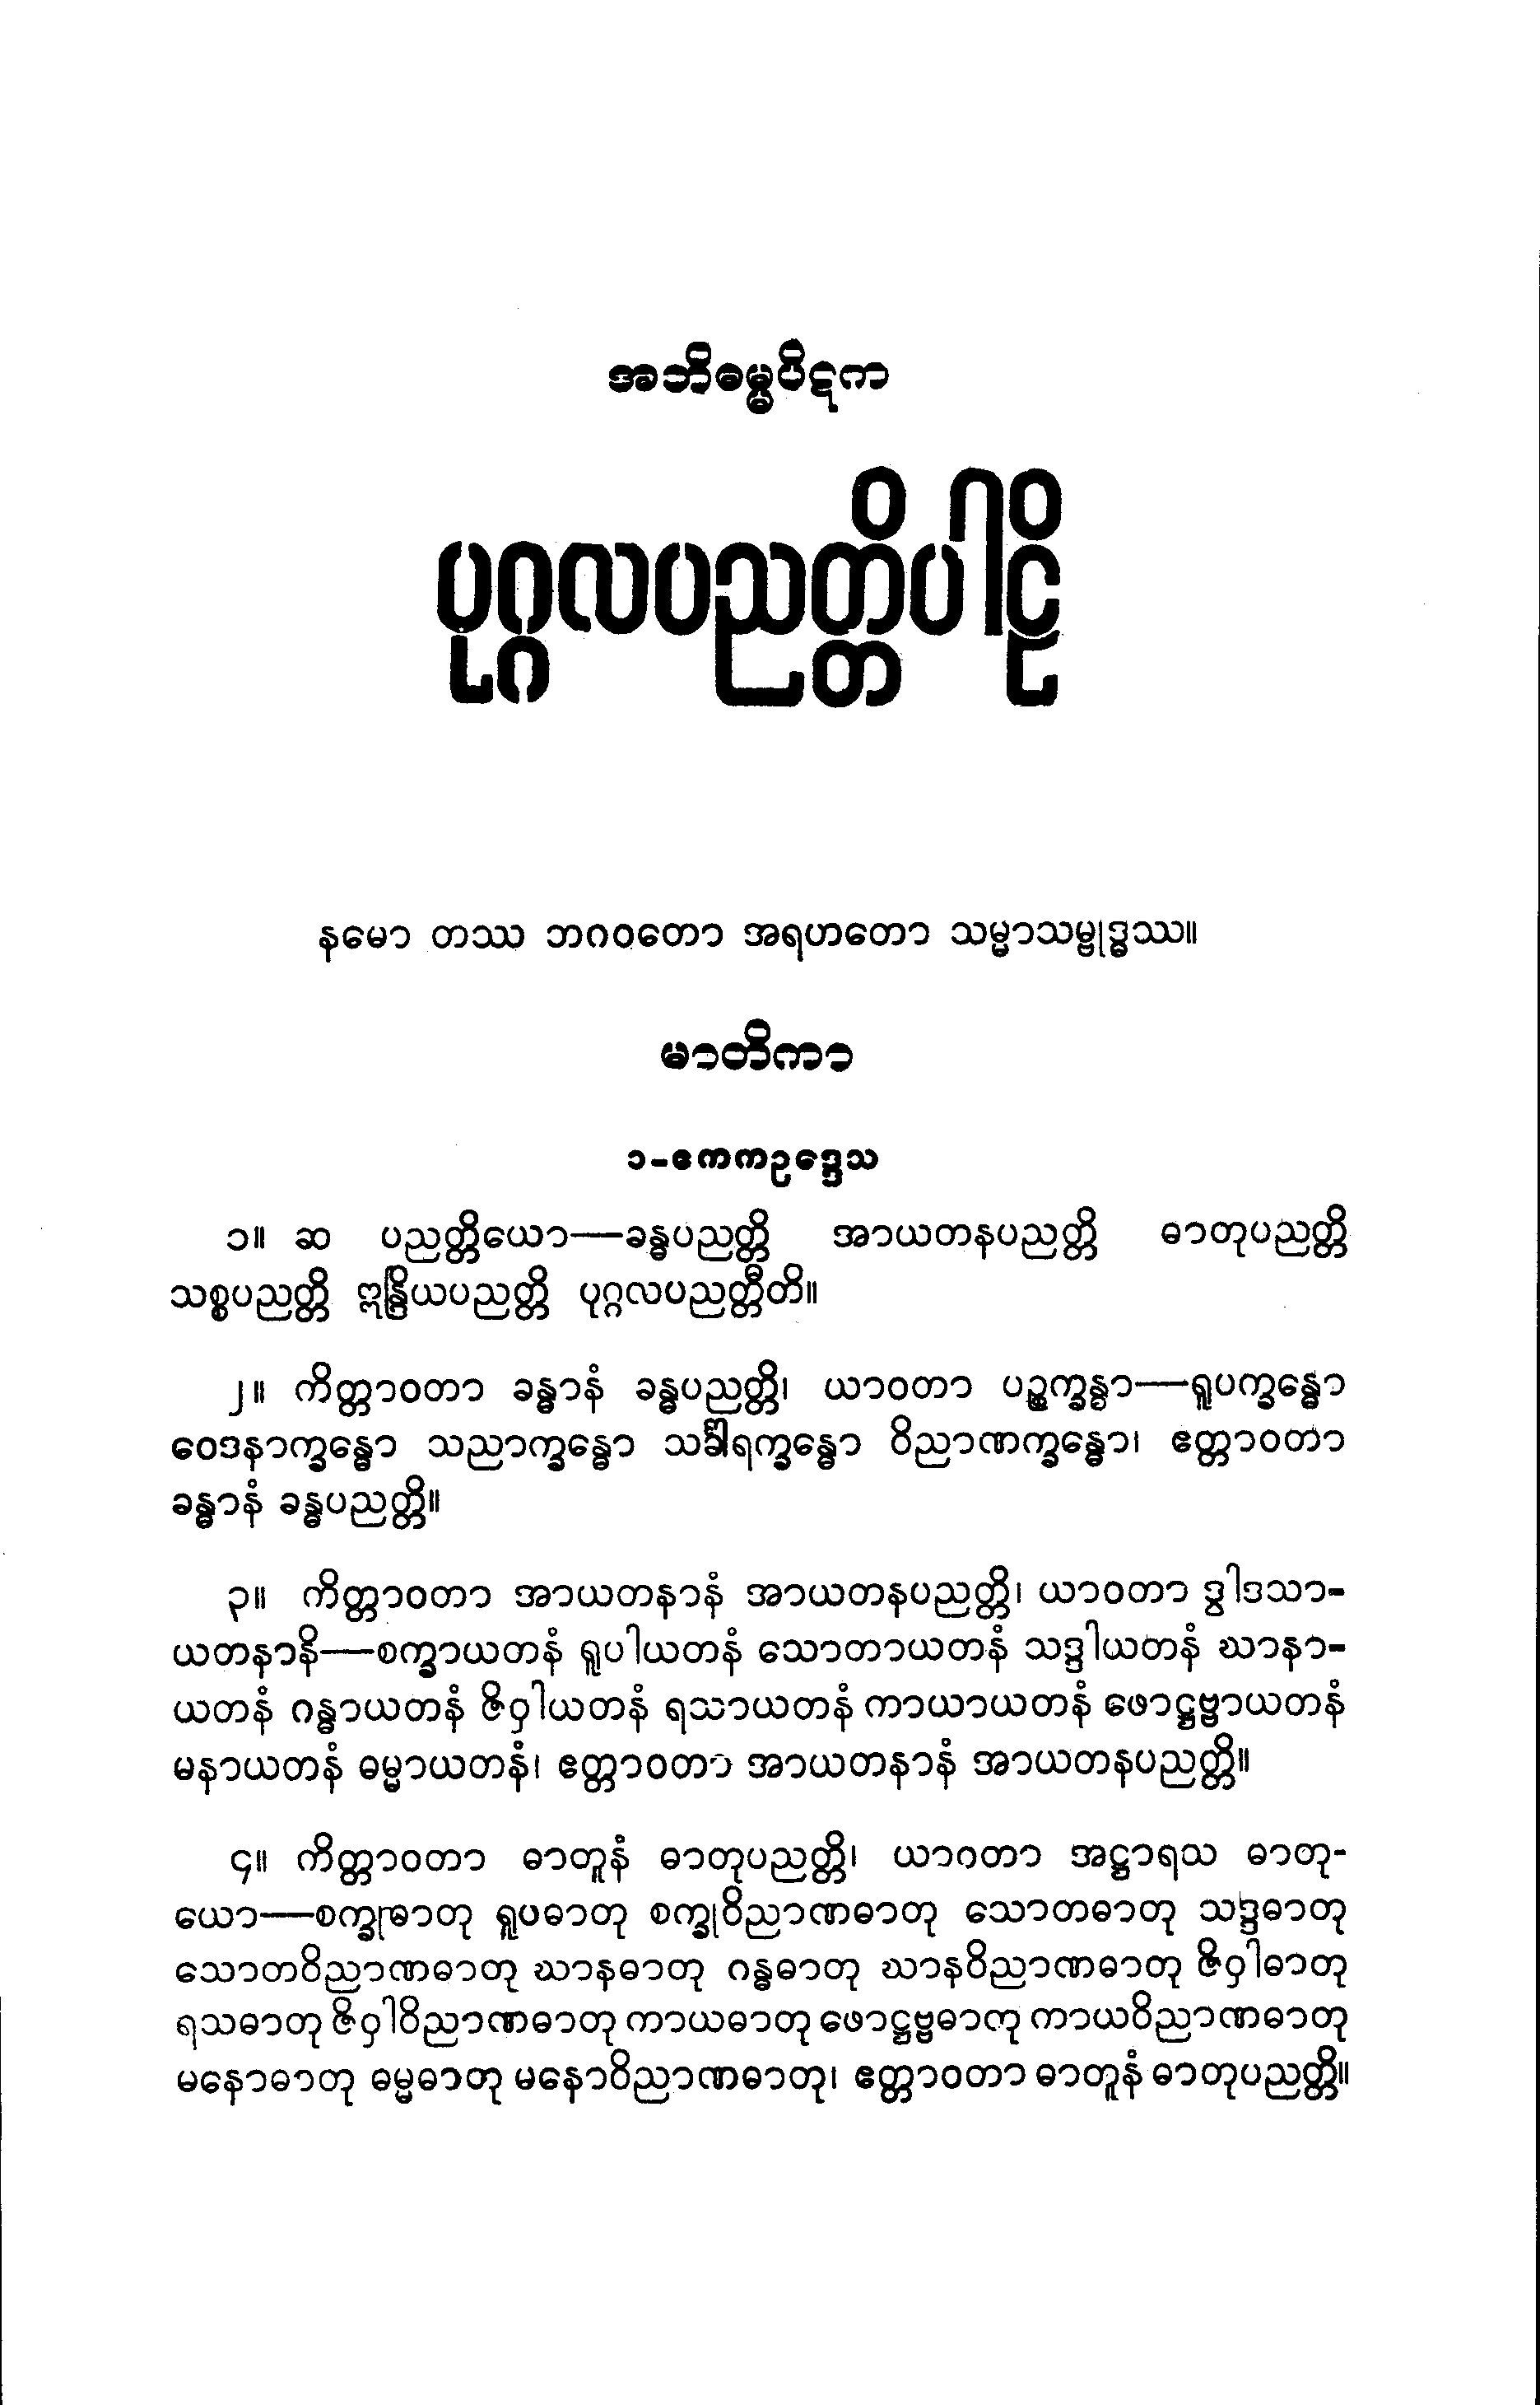 အဘိဓမ္မပိဋက
ပုဂ္ဂလပညတ္တိပါဠိ
နမော တဿ ဘဂဝတော အရဟတော သမ္မာသမ္ဗုဒ္ဓဿ။
မာတိကာ
၁-ဧကကဥဒ္ဒေသ
၁။ ဆ ပညတ္တိယော—ခန္ဓပညတ္တိ အာယတနပညတ္တိ ဓာတုပညတ္တိ
သစ္စပညတ္တိ ဣန္ဒြိယပညတ္တိ ပုဂ္ဂလပညတ္တီတိ။
၂။ ကိတ္တာဝတာ ခန္ဓာနံ ခန္ဓပညတ္တိ၊ ယာဝတာ ပဉ္စက္ခန္ဓာ—ရူပက္ခန္ဓော
ဝေဒနာက္ခန္ဓော သညာက္ခန္ဓော သင်္ခါရက္ခန္ဓော ဝိညာဏက္ခန္ဓော၊ ဧတ္တာဝတာ
ခန္ဓာနံ ခန္ဓပညတ္တိ။
၃။ ကိတ္တာဝတာ အာယတနာနံ အာယတနပညတ္တိ၊ ယာဝတာ ဒွါဒသာ-
ယတနာနိ—စက္ခာယတနံ ရူပါယတနံ သောတာယတနံ သဒ္ဒါယတနံ ဃာနာ-
ယတနံ ဂန္ဓာယတနံ ဇိဝှါယတနံ ရသာယတနံ ကာယာယတနံ ဖောဋ္ဌဗ္ဗာယတနံ
မနာယတနံ ဓမ္မာယတနံ၊ ဧတ္တာဝတာ အာယတနာနံ အာယတနပညတ္တိ။
၄။ ကိတ္တာဝတာ ဓာတူနံ ဓာတုပညတ္တိ၊ ယာဝတာ အဋ္ဌာရသ ဓာတု-
ယော—စက္ခုဓာတု ရူပဓာတု စက္ခုဝိညာဏဓာတု သောတဓာတု သဒ္ဒဓာတု
သောတဝိညာဏဓာတု ဃာနဓာတု ဂန္ဓဓာတု ဃာနဝိညာဏဓာတု ဇိဝှါဓာတု
ရသဓာတု ဇိဝှါဝိညာဏဓာတု ကာယဓာတု ဖောဋ္ဌဗ္ဗဓာတု ကာယဝိညာဏဓာတု
မနောဓာတု ဓမ္မဓာတု မနောဝိညာဏဓာတု၊ ဧတ္တာဝတာ ဓာတူနံ ဓာတုပညတ္တိ။